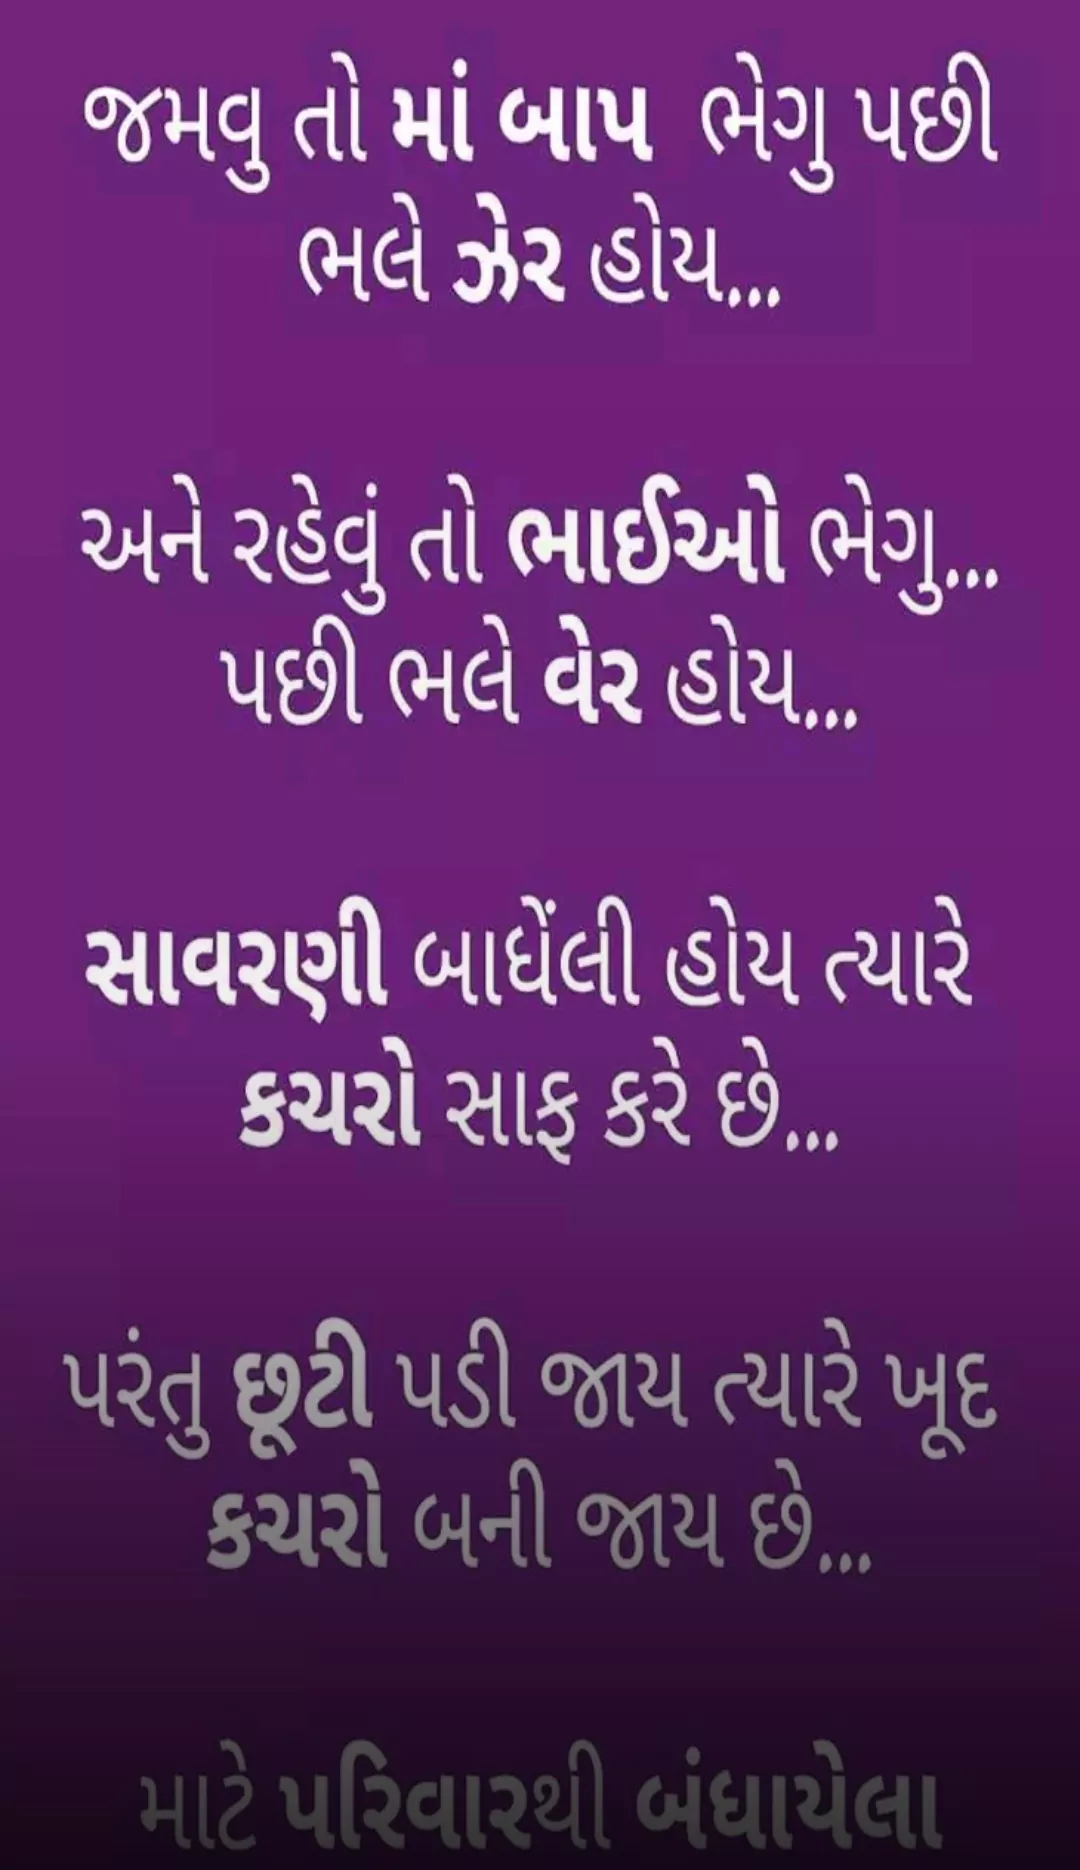 જમવુ તો માં બાપ ભેગુ પછી
ભલે ઝેર હોય...
અને રહેવું તો ભાઈઓ ભેગુ...
પછી ભલે વેર હોય...
સાવરણી બાધેંલી હોય ત્યારે
કચરો સાફ કરે છે...
પરંતુ છૂટી પડી જાય ત્યારે ખૂદ
કચરો બની જાય છે...
માટે પરિવારથી બંધાયેલા